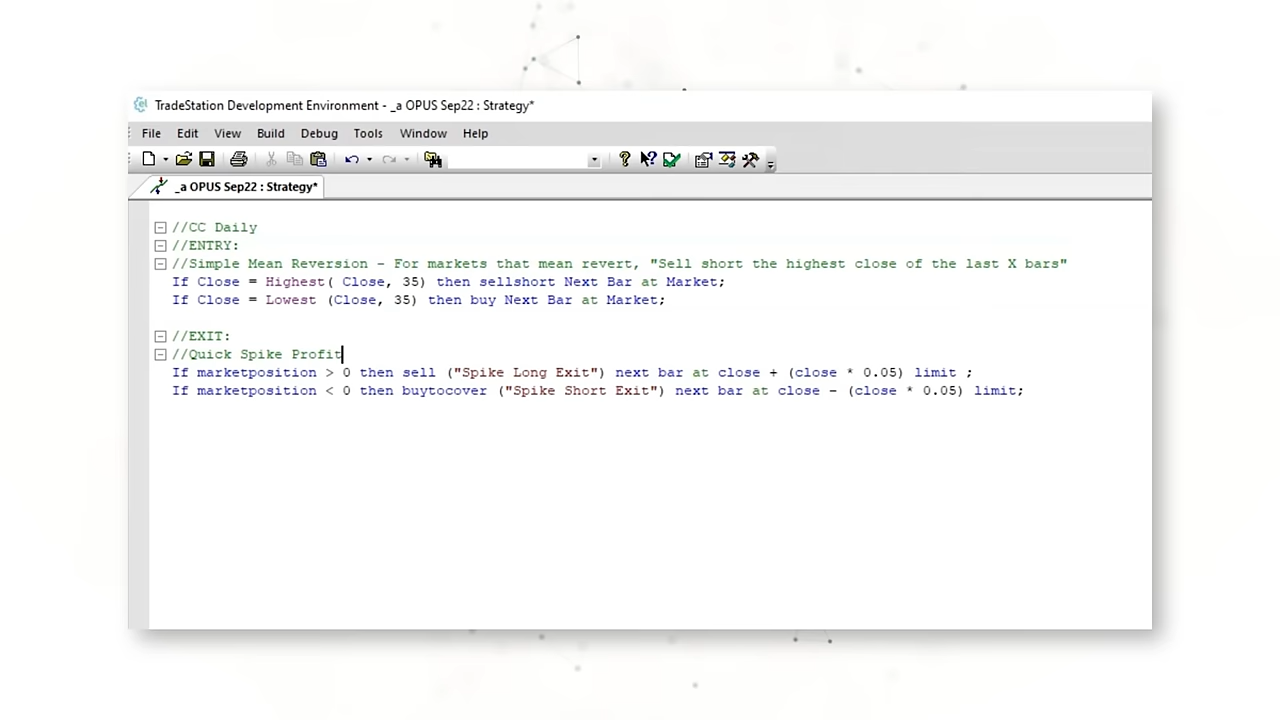 TradeStation Development Environment - _a OPUS Sep22 : Strategy*
File Edit View Build Debug Tools Window Help
_a OPUS Sep22 : Strategy*
//CC Daily
//ENTRY:
//Simple Mean Reversion - For markets that mean revert, "Sell short the highest close of the last X bars"
If Close = Highest( Close, 35) then sellshort Next Bar at Market;
If Close = Lowest (Close, 35) then buy Next Bar at Market;
//EXIT:
//Quick Spike Profit
If marketposition > 0 then sell ("Spike Long Exit") next bar at close + (close * 0.05) limit ;
If marketposition < 0 then buytocover ("Spike Short Exit") next bar at close - (close * 0.05) limit;